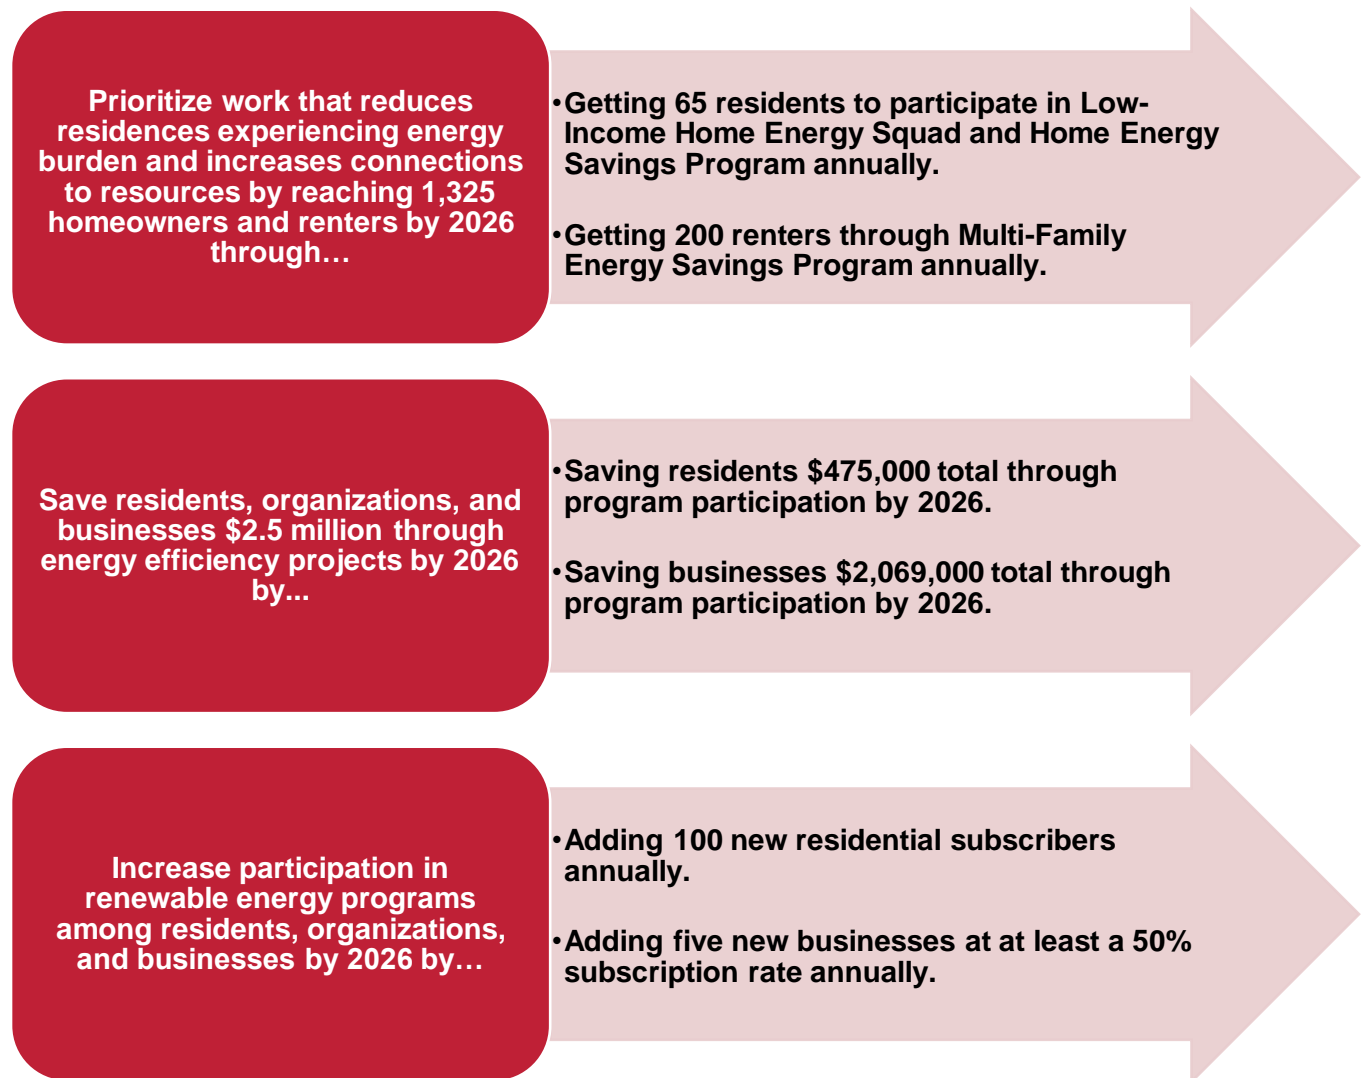 Prioritize work that reduces
residences experiencing energy
burden and increases connections
to resources by reaching 1,325
homeowners and renters by 2026
through…
•Getting 65 residents to participate in Low-
Income Home Energy Squad and Home Energy
Savings Program annually.
•Getting 200 renters through Multi-Family
Energy Savings Program annually.
Save residents, organizations, and
businesses $2.5 million through
energy efficiency projects by 2026
by...
•Saving residents $475,000 total through
program participation by 2026.
•Saving businesses $2,069,000 total through
program participation by 2026.
Increase participation in
renewable energy programs
among residents, organizations,
and businesses by 2026 by…
•Adding 100 new residential subscribers
annually.
•Adding five new businesses at at least a 50%
subscription rate annually.